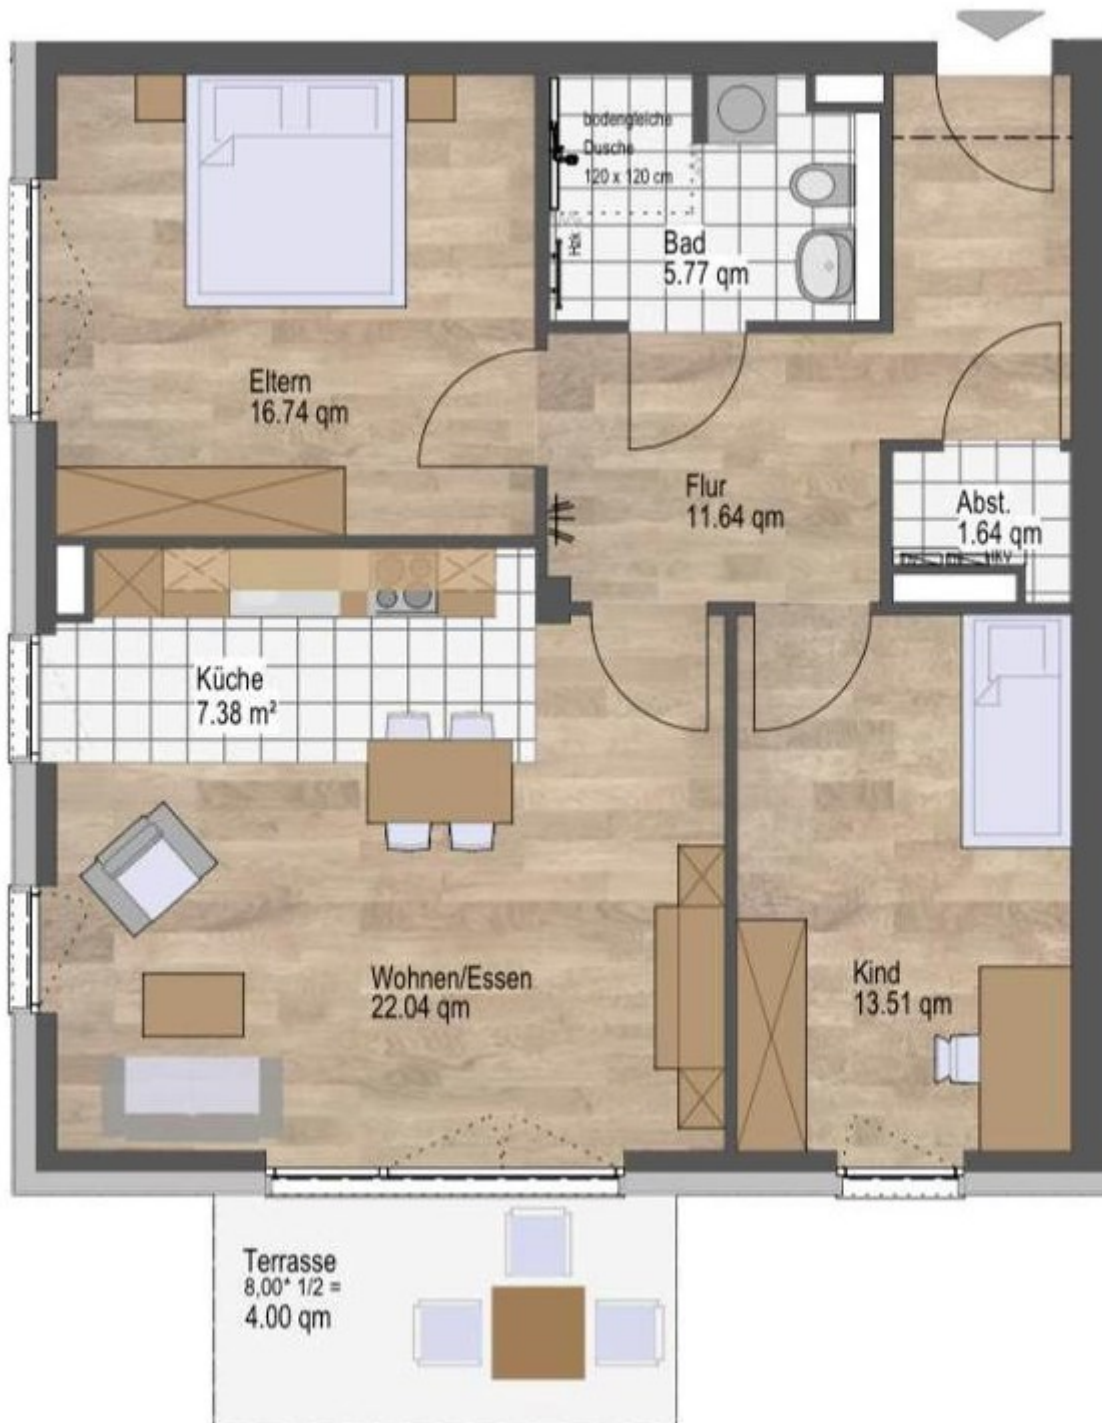 bodengleiche
Dusche
120 x 120 cm
Hzk
Bad
5.77 qm
Eltern
16.74 qm
Flur
11.64 qm
Abst.
1.64 qm
HKV
Küche
7.38 m²
Wohnen/Essen
22.04 qm
Kind
13.51 qm
Terrasse
8,00* 1/2 =
4.00 qm